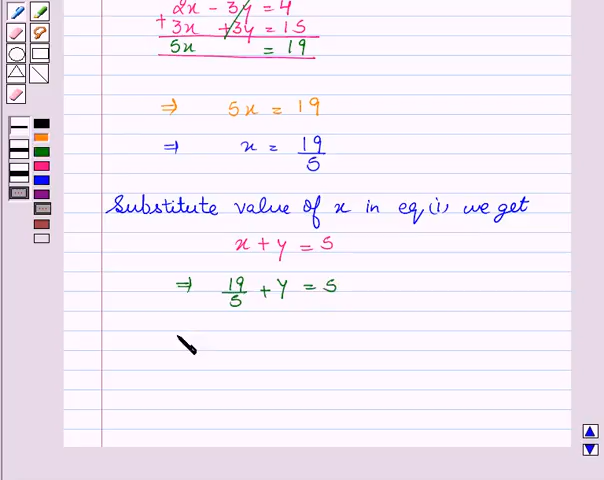 2x - 3y = 4
+ 3x + 3y = 15
5x = 19
⇒ 5x = 19
⇒ x = 19/5
Substitute value of x in eq (i), we get
x + y = 5
⇒ 19/5 + y = 5